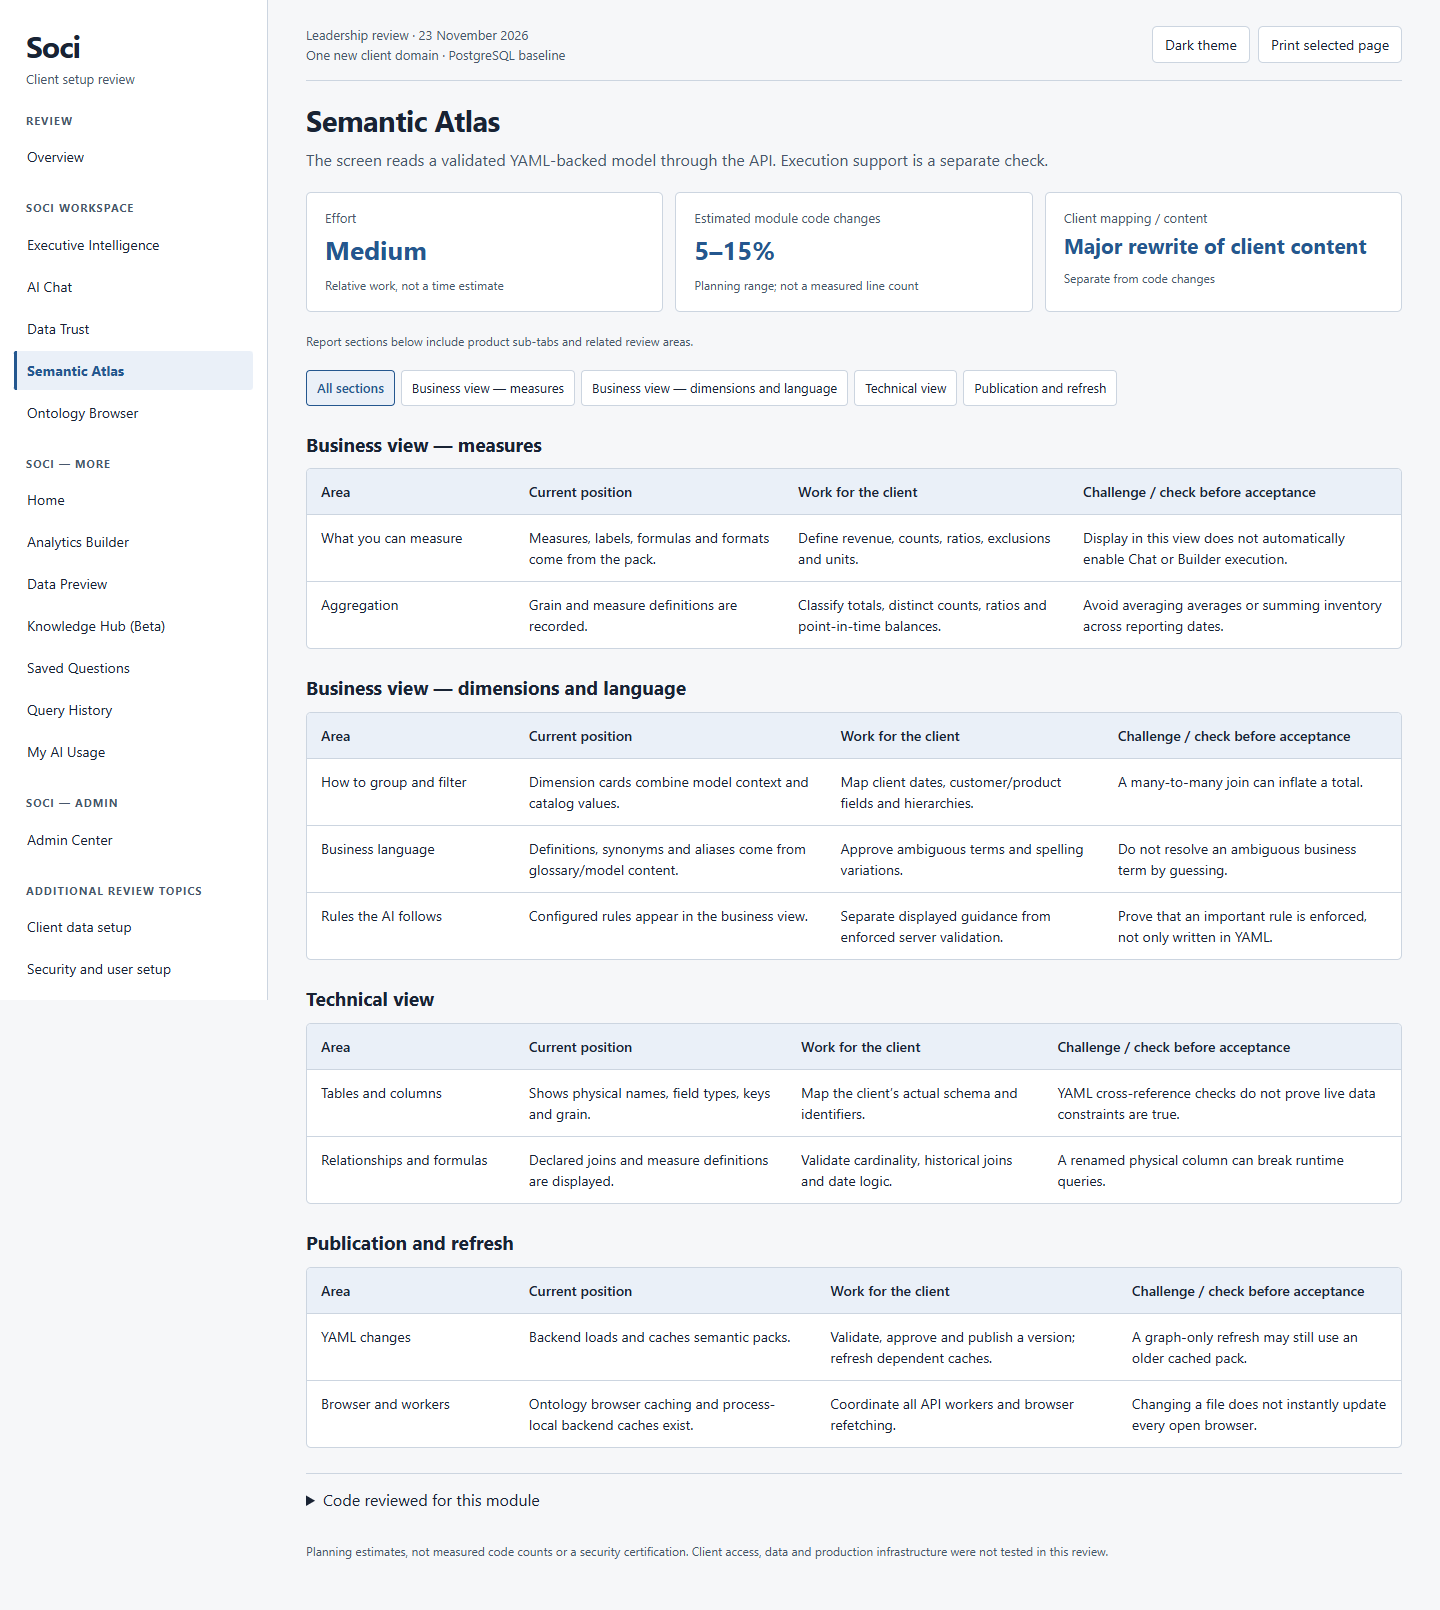 Soci
Client setup review
REVIEW
Overview
SOCI WORKSPACE
Executive Intelligence
AI Chat
Data Trust
Semantic Atlas
Ontology Browser
SOCI — MORE
Home
Analytics Builder
Data Preview
Knowledge Hub (Beta)
Saved Questions
Query History
My AI Usage
SOCI — ADMIN
Admin Center
ADDITIONAL REVIEW TOPICS
Client data setup
Security and user setup
Leadership review · 23 November 2026
One new client domain · PostgreSQL baseline
Dark theme
Print selected page
Semantic Atlas
The screen reads a validated YAML-backed model through the API. Execution support is a separate check.
Effort
Medium
Relative work, not a time estimate
Estimated module code changes
5–15%
Planning range; not a measured line count
Client mapping / content
Major rewrite of client content
Separate from code changes
Report sections below include product sub-tabs and related review areas.
All sections
Business view — measures
Business view — dimensions and language
Technical view
Publication and refresh
Business view — measures
Area
Current position
Work for the client
Challenge / check before acceptance
What you can measure
Measures, labels, formulas and formats
come from the pack.
Define revenue, counts, ratios, exclusions
and units.
Display in this view does not automatically
enable Chat or Builder execution.
Aggregation
Grain and measure definitions are
recorded.
Classify totals, distinct counts, ratios and
point-in-time balances.
Avoid averaging averages or summing inventory
across reporting dates.
Business view — dimensions and language
Area
Current position
Work for the client
Challenge / check before acceptance
How to group and filter
Dimension cards combine model context and
catalog values.
Map client dates, customer/product
fields and hierarchies.
A many-to-many join can inflate a total.
Business language
Definitions, synonyms and aliases come from
glossary/model content.
Approve ambiguous terms and spelling
variations.
Do not resolve an ambiguous business
term by guessing.
Rules the AI follows
Configured rules appear in the business view.
Separate displayed guidance from
enforced server validation.
Prove that an important rule is enforced,
not only written in YAML.
Technical view
Area
Current position
Work for the client
Challenge / check before acceptance
Tables and columns
Shows physical names, field types, keys
and grain.
Map the client's actual schema and
identifiers.
YAML cross-reference checks do not prove live data
constraints are true.
Relationships and formulas
Declared joins and measure definitions
are displayed.
Validate cardinality, historical joins
and date logic.
A renamed physical column can break runtime
queries.
Publication and refresh
Area
Current position
Work for the client
Challenge / check before acceptance
YAML changes
Backend loads and caches semantic packs.
Validate, approve and publish a version;
refresh dependent caches.
A graph-only refresh may still use an
older cached pack.
Browser and workers
Ontology browser caching and process-
local backend caches exist.
Coordinate all API workers and browser
refetching.
Changing a file does not instantly update
every open browser.
▶ Code reviewed for this module
Planning estimates, not measured code counts or a security certification. Client access, data and production infrastructure were not tested in this review.